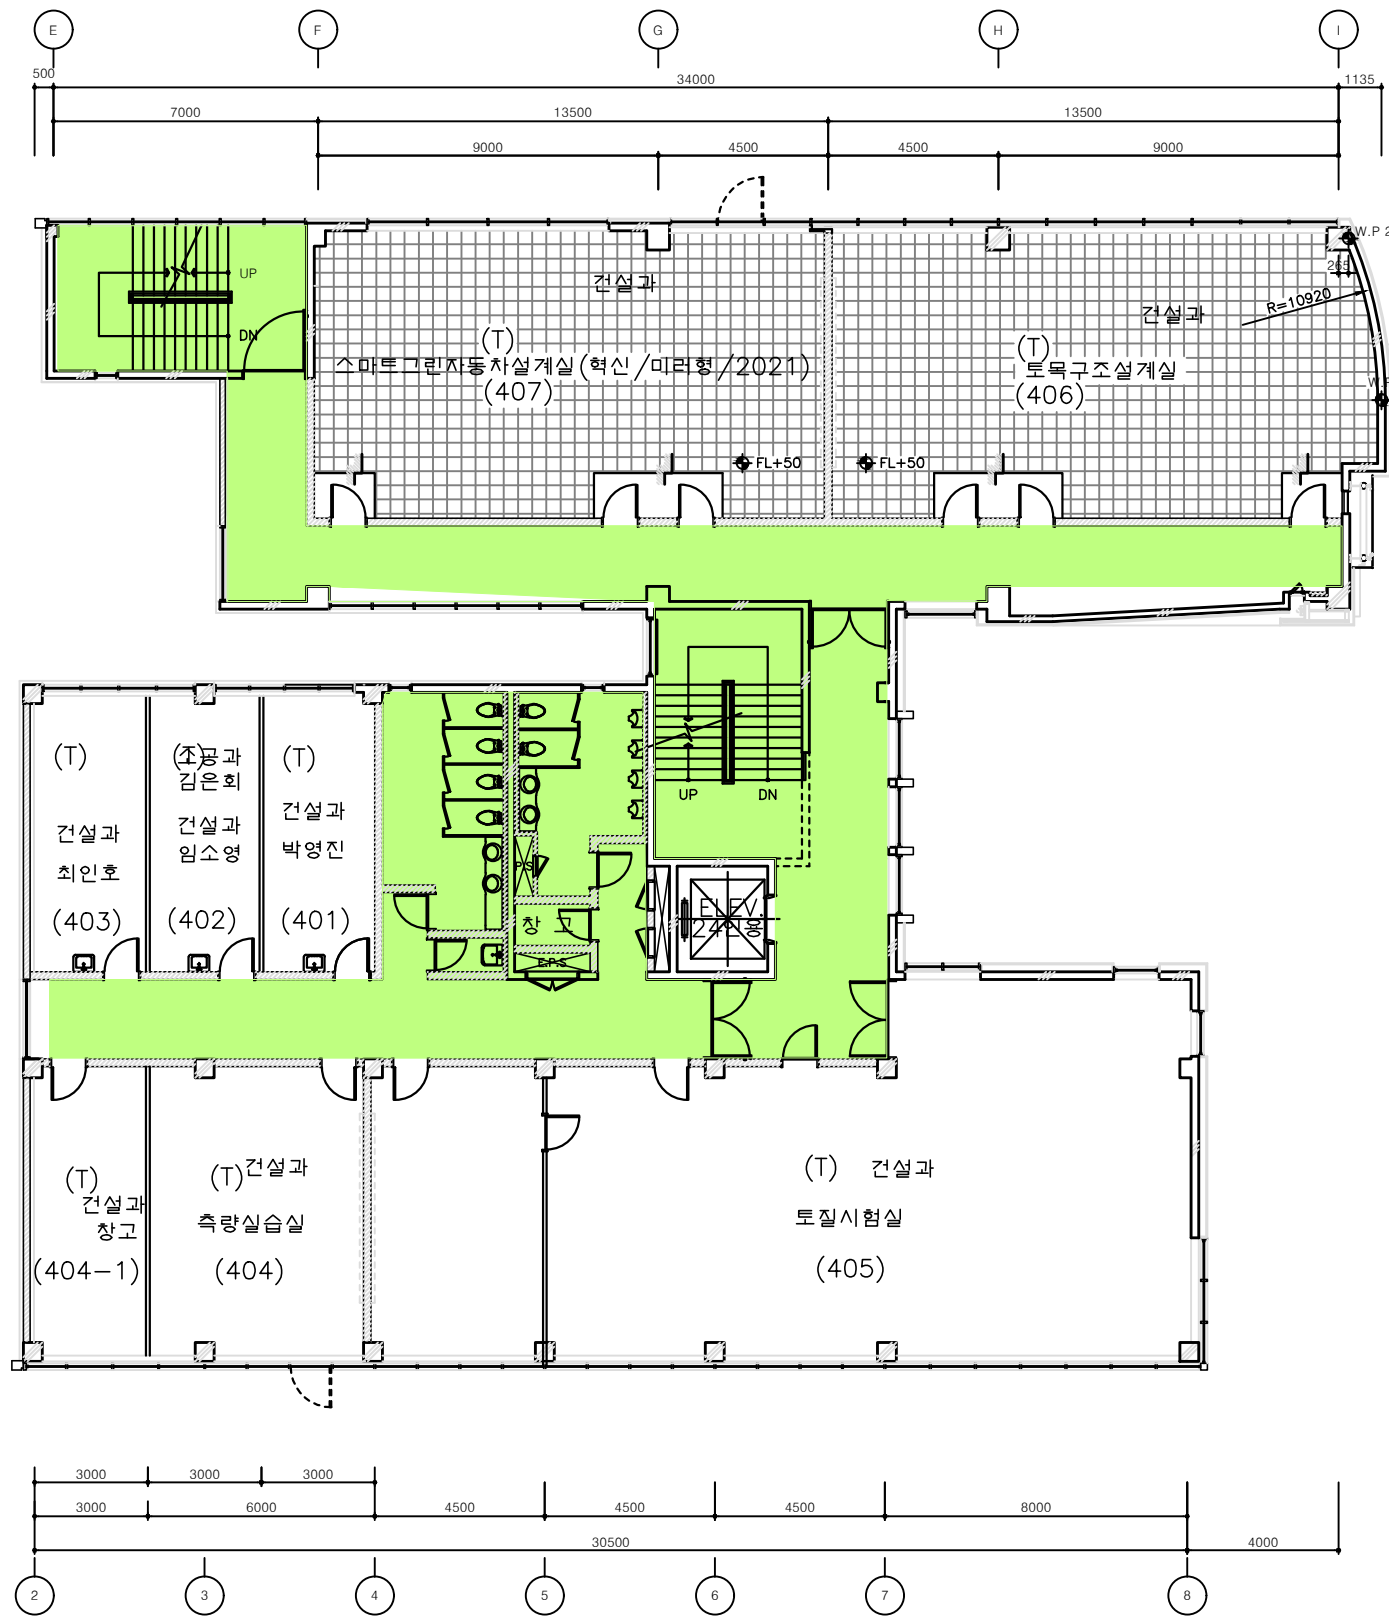 E F G H I
500 34000 1135
7000 13500 13500
9000 4500 4500 9000
W.P 2
UP
265
건설과
R=10920
건설과
DN
(T)
스마트그린자동차설계실(혁신/미러형/2021)
(407)
(T)
토목구조설계실
(406)
FL+50 FL+50
UP DN
(T)
건설과
최인호
(403)
김은회
건설과
임소영
(402)
(T)
건설과
박영진
(401)
P.S
창고
E.P.S
ELEV.
(T)
건설과
창고
(404-1)
(T) 건설과
측량실습실
(404)
(T) 건설과
토질시험실
(405)
3000 3000 3000
3000 6000 4500 4500 4500 8000
30500 4000
2 3 4 5 6 7 8